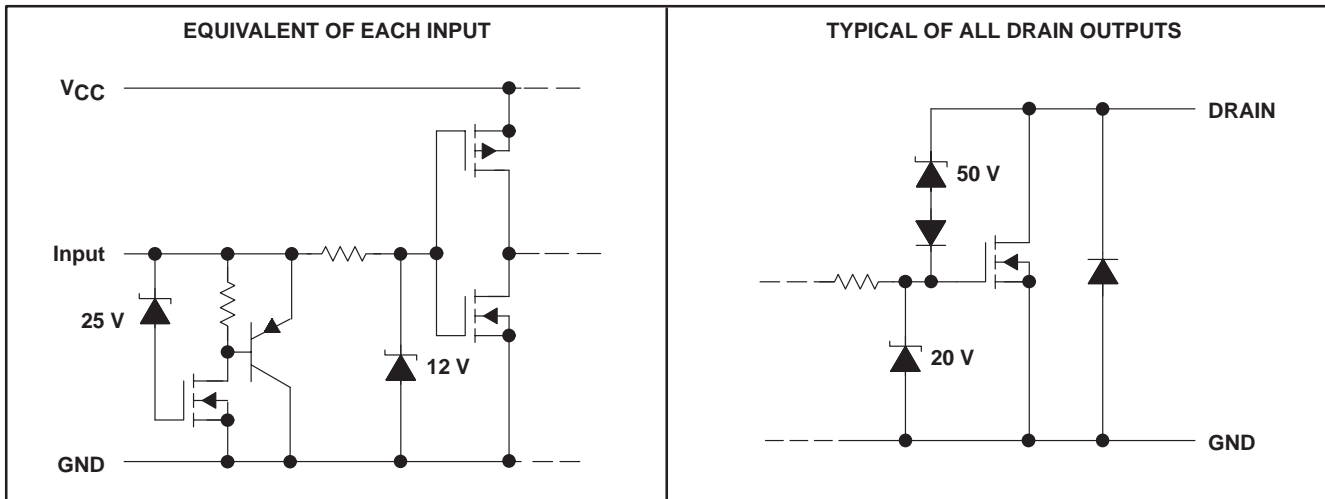 EQUIVALENT OF EACH INPUT
VCC
Input
25 V
12 V
GND
TYPICAL OF ALL DRAIN OUTPUTS
DRAIN
50 V
20 V
GND